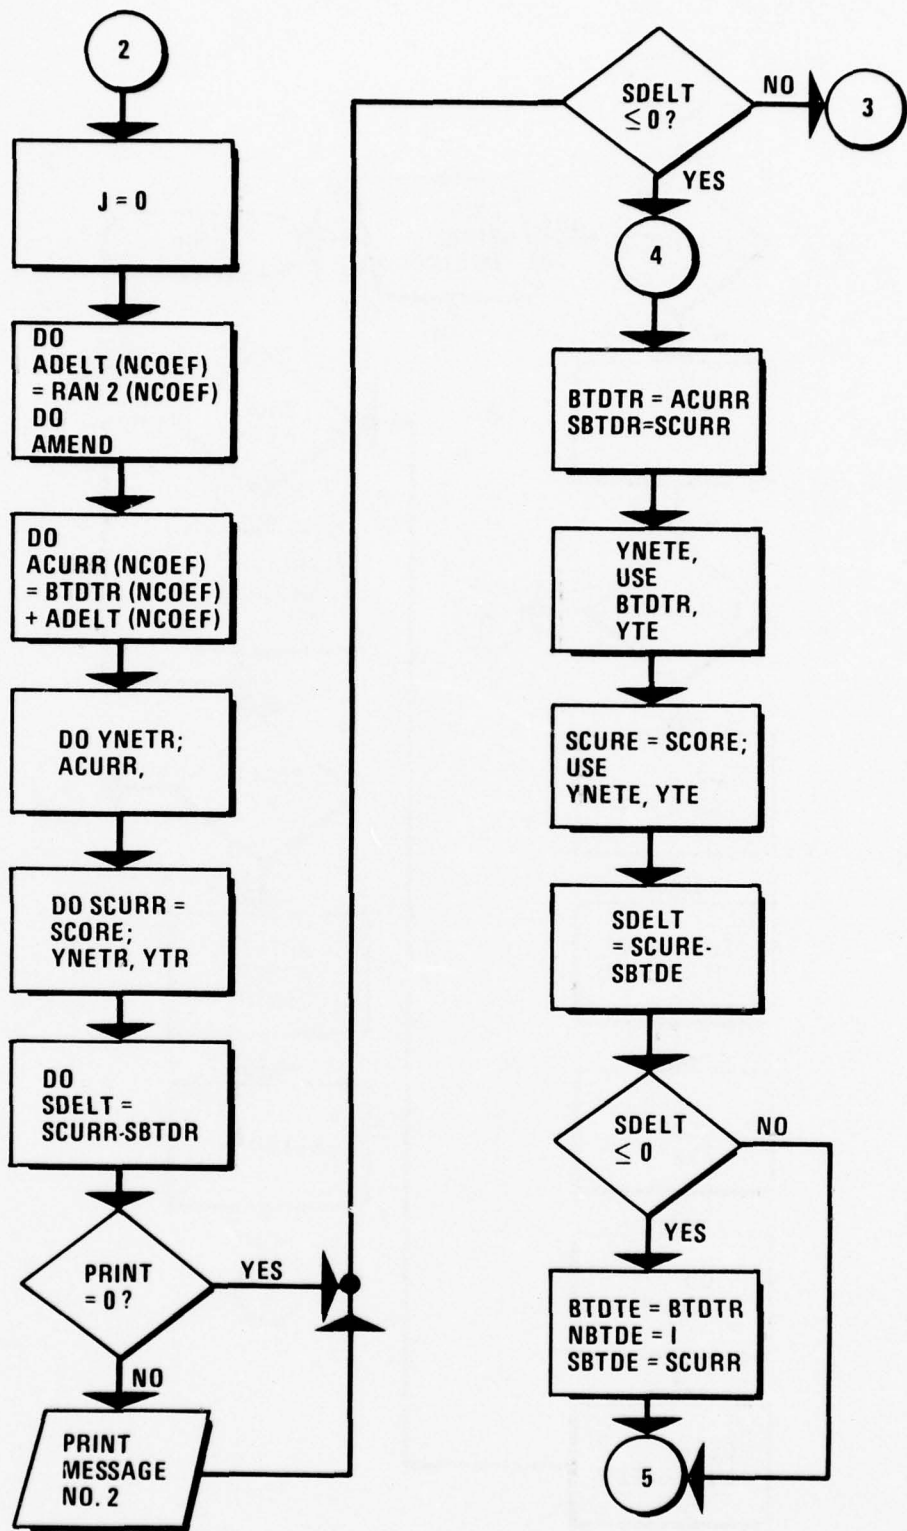 2
J = 0
DO
ADELT (NCOEF)
= RAN 2 (NCOEF)
DO
AMEND
DO
ACURR (NCOEF)
= BTDTR (NCOEF)
+ ADELT (NCOEF)
DO YNETR;
ACURR,
DO SCURR =
SCORE;
YNETR, YTR
DO
SDELT =
SCURR-SBTDR
PRINT
= 0?
YES
NO
PRINT
MESSAGE
NO. 2
SDELT
≤ 0?
NO
3
YES
4
BTDTR = ACURR
SBTDR=SCURR
YNETE,
USE
BTDTR,
YTE
SCURE = SCORE;
USE
YNETE, YTE
SDELT
= SCURE-
SBTDE
SDELT
≤ 0
NO
YES
BTDTE = BTDTR
NBTDE = I
SBTDE = SCURR
5